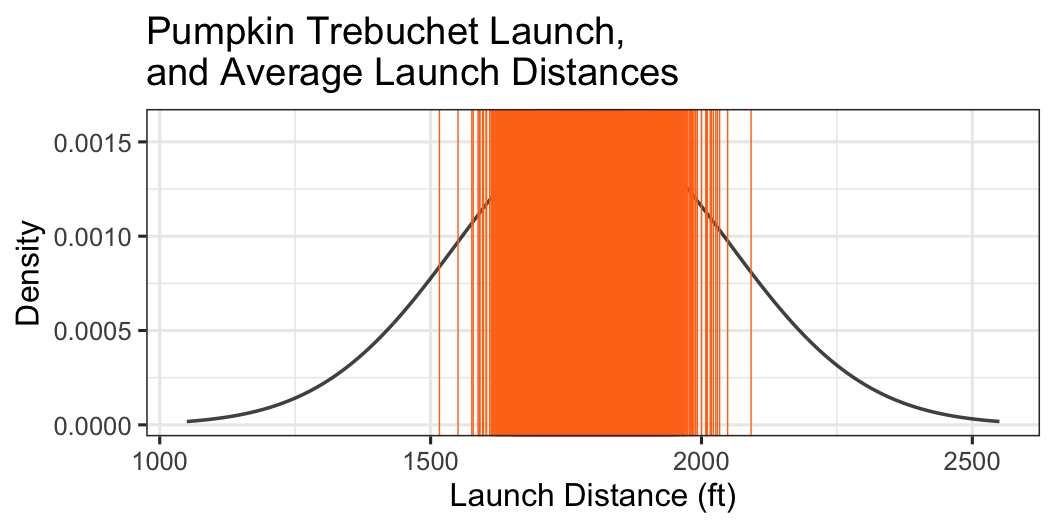 Pumpkin Trebuchet Launch,
and Average Launch Distances
0.0015
0.0010
0.0005
0.0000
Density
1000 1500 2000 2500
Launch Distance (ft)